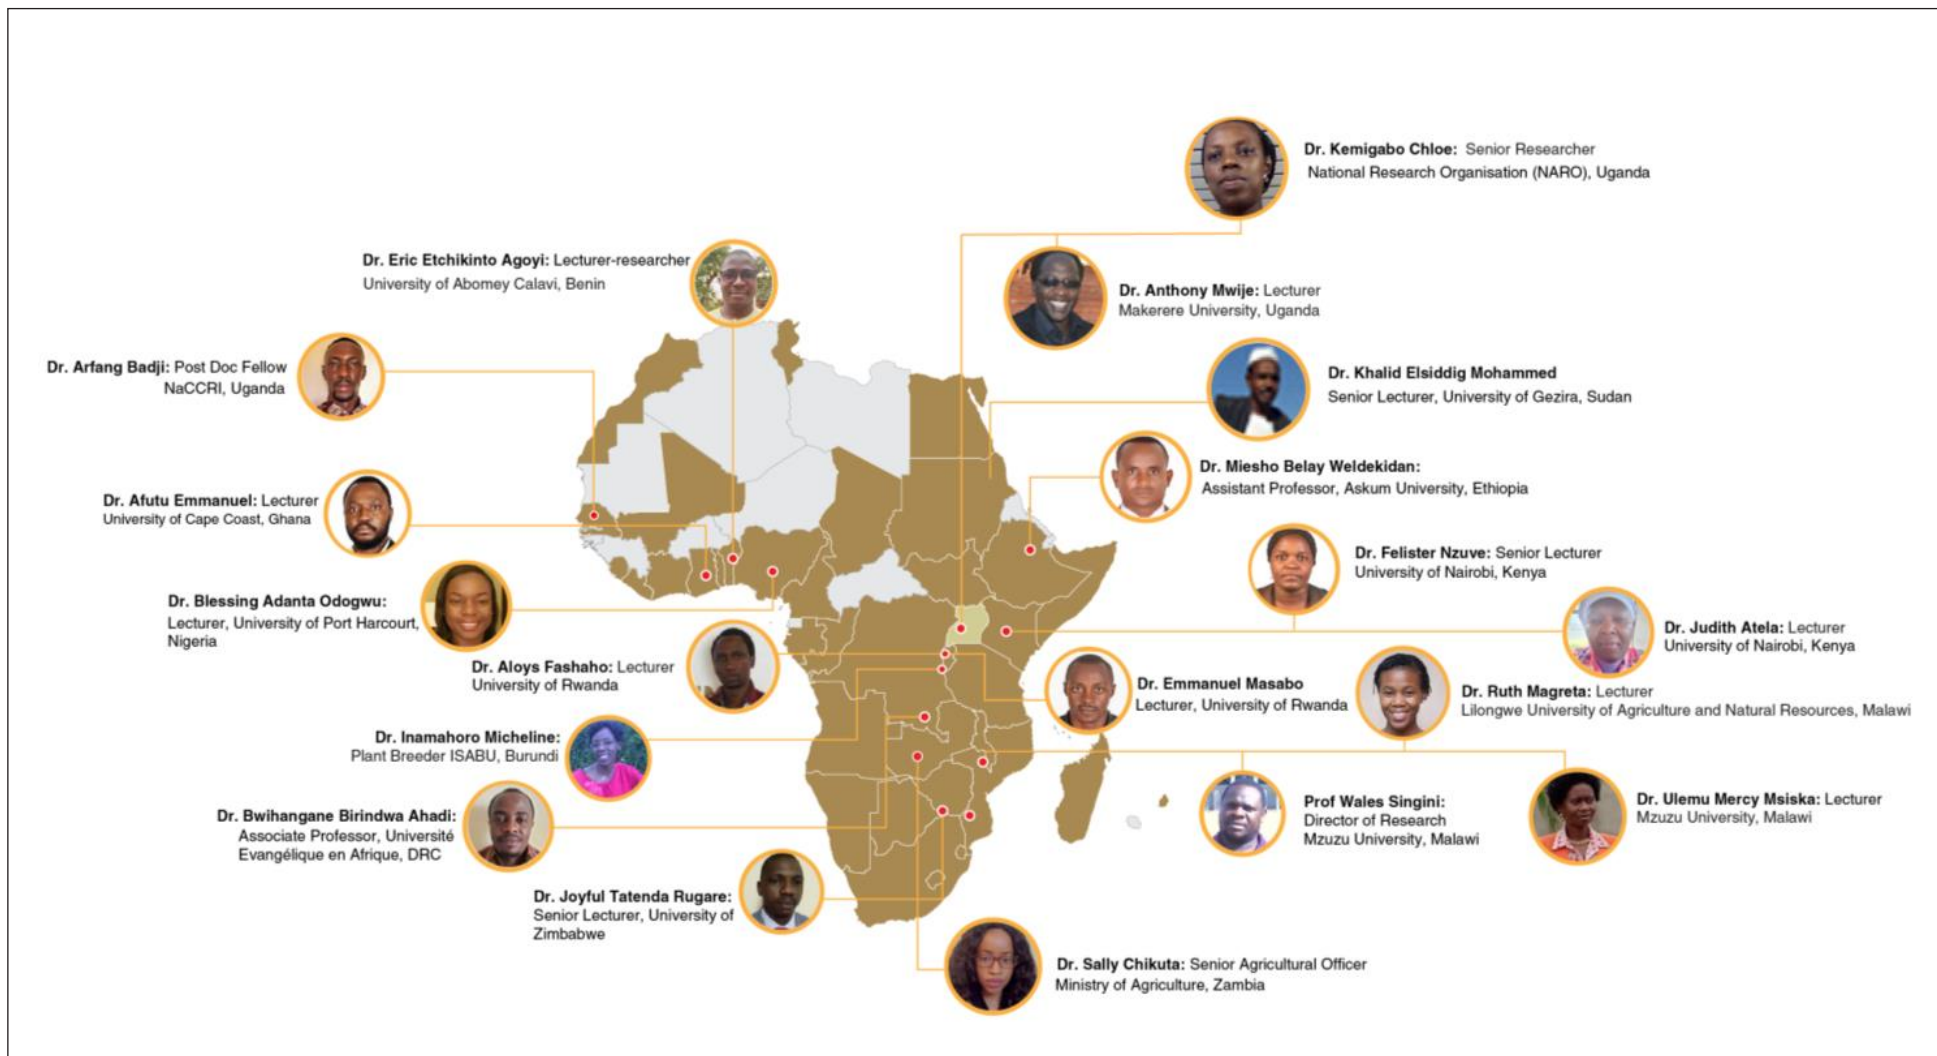 Dr. Kemigabo Chloe: Senior Researcher
National Research Organisation (NARO), Uganda
Dr. Eric Etchikinto Agoyi: Lecturer-researcher
University of Abomey Calavi, Benin
Dr. Anthony Mwije: Lecturer
Makerere University, Uganda
Dr. Arfang Badji: Post Doc Fellow
NaCCRI, Uganda
Dr. Khalid Elsiddig Mohammed
Senior Lecturer, University of Gezira, Sudan
Dr. Miesho Belay Weldekidan:
Assistant Professor, Askum University, Ethiopia
Dr. Afutu Emmanuel: Lecturer
University of Cape Coast, Ghana
Dr. Felister Nzuve: Senior Lecturer
University of Nairobi, Kenya
Dr. Blessing Adanta Odogwu:
Lecturer, University of Port Harcourt,
Nigeria
Dr. Judith Atela: Lecturer
University of Nairobi, Kenya
Dr. Aloys Fashaho: Lecturer
University of Rwanda
Dr. Emmanuel Masabo
Lecturer, University of Rwanda
Dr. Ruth Magreta: Lecturer
Lilongwe University of Agriculture and Natural Resources, Malawi
Dr. Inamahoro Micheline:
Plant Breeder ISABU, Burundi
Dr. Bwihangane Birindwa Ahadi:
Associate Professor, Université
Evangélique en Afrique, DRC
Prof Wales Singini:
Director of Research
Mzuzu University, Malawi
Dr. Ulemu Mercy Msiska: Lecturer
Mzuzu University, Malawi
Dr. Joyful Tatenda Rugare:
Senior Lecturer, University of
Zimbabwe
Dr. Sally Chikuta: Senior Agricultural Officer
Ministry of Agriculture, Zambia